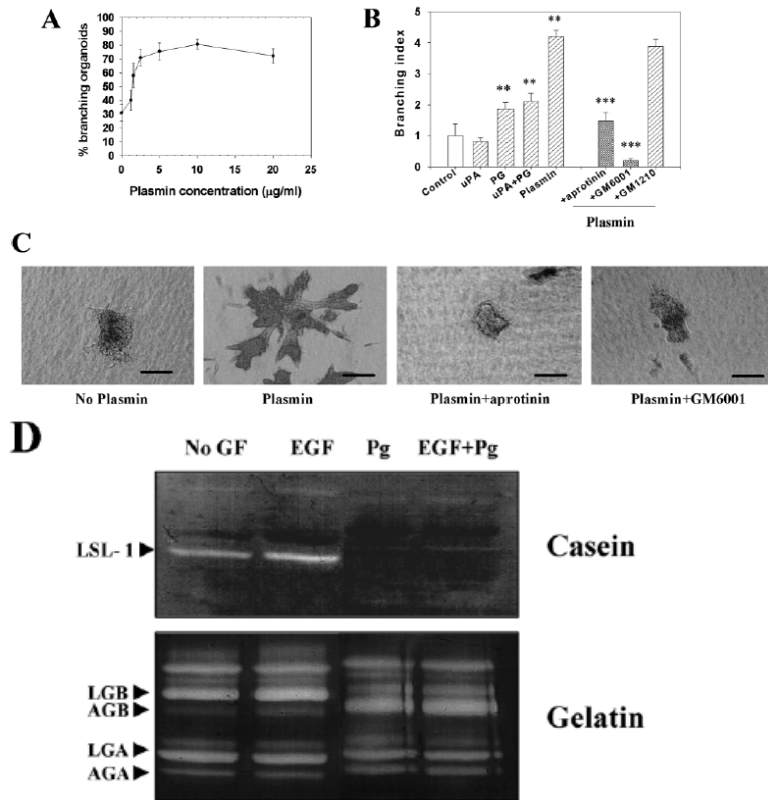 A
% branching organoids
100
90
80
70
60
50
40
30
20
10
0
0 5 10 15 20 25
Plasmin concentration (µg/ml)
B
Branching index
5
4
3
2
1
0
**
**
**
***
***
Control
uPA
PG
uPA+PG
Plasmin
+aprotinin
+GM6001
+GM1210
Plasmin
C
No Plasmin
Plasmin
Plasmin+aprotinin
Plasmin+GM6001
D
No GF EGF Pg EGF+Pg
LSL- 1
Casein
LGB
AGB
LGA
AGA
Gelatin